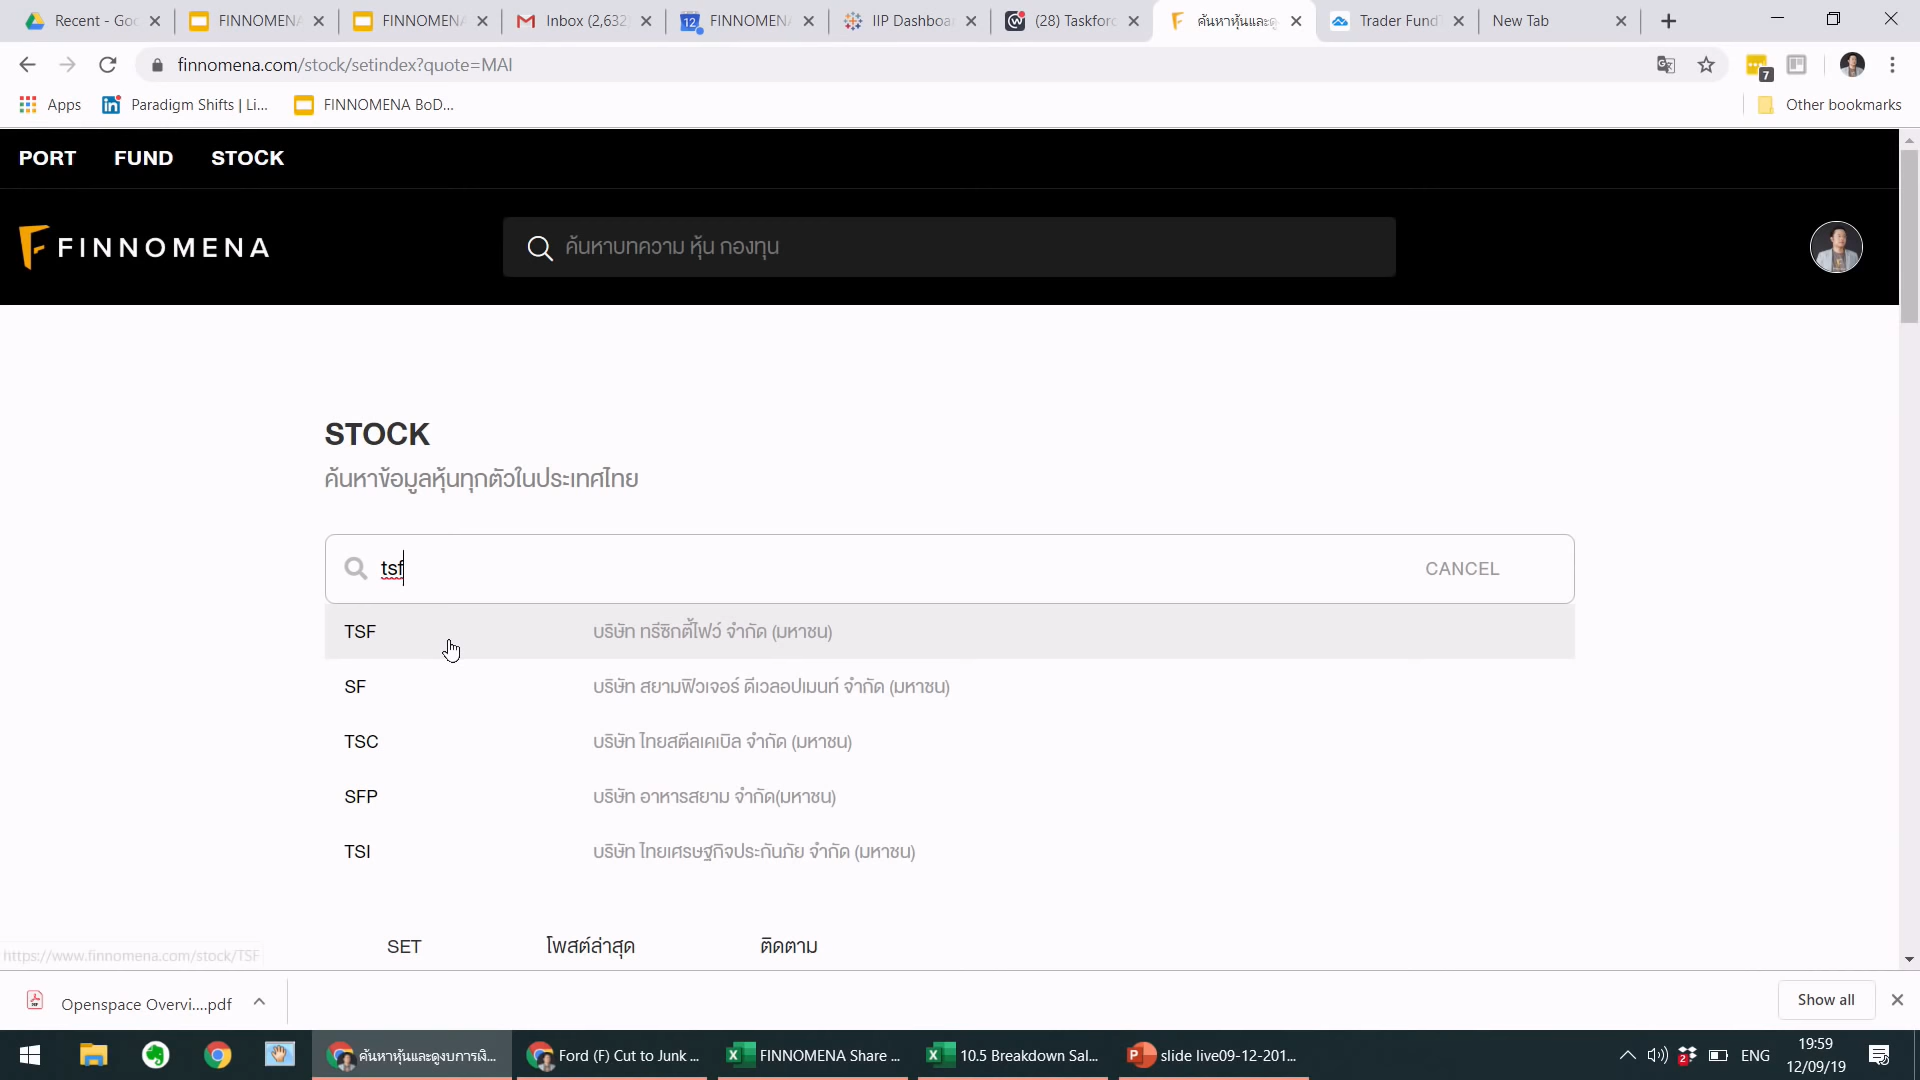 Recent - Goo
FINNOMENA
FINNOMENA
Inbox (2,632
12
FINNOMENA
IIP Dashboar
(28) Taskforc
ค้นหาหุ้นและดูง
Trader Fund
New Tab
finnomena.com/stock/setindex?quote=MAI
7
Apps
Paradigm Shifts | Li...
FINNOMENA BoD...
Other bookmarks
PORT
FUND
STOCK
FINNOMENA
ค้นหาบทความ หุ้น กองทุน
STOCK
ค้นหาข้อมูลหุ้นทุกตัวในประเทศไทย
tsf
CANCEL
TSF
บริษัท ทรีซิกตี้ไฟว์ จำกัด (มหาชน)
SF
บริษัท สยามฟิวเจอร์ ดีเวลอปเมนท์ จำกัด (มหาชน)
TSC
บริษัท ไทยสตีลเคเบิล จำกัด (มหาชน)
SFP
บริษัท อาหารสยาม จำกัด(มหาชน)
TSI
บริษัท ไทยเศรษฐกิจประกันภัย จำกัด (มหาชน)
SET
โพสต์ล่าสุด
ติดตาม
https://www.finnomena.com/stock/TSF
Openspace Overvi....pdf
Show all
ค้นหาหุ้นและดูงบการเงิ...
Ford (F) Cut to Junk ...
FINNOMENA Share ...
10.5 Breakdown Sal...
slide live09-12-201...
2
ENG
19:59
12/09/19